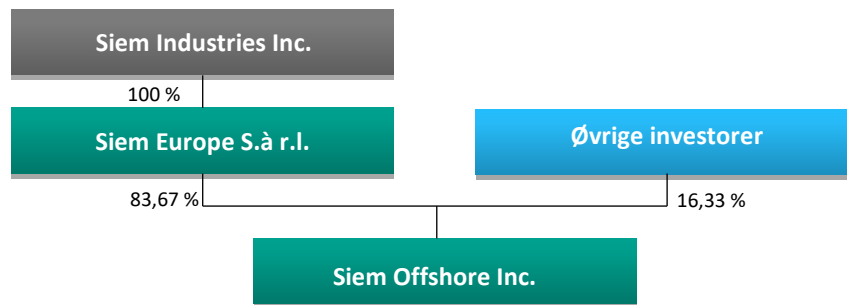 Siem Industries Inc.
100 %
Siem Europe S.à r.l.
Øvrige investorer
83,67 %
16,33 %
Siem Offshore Inc.